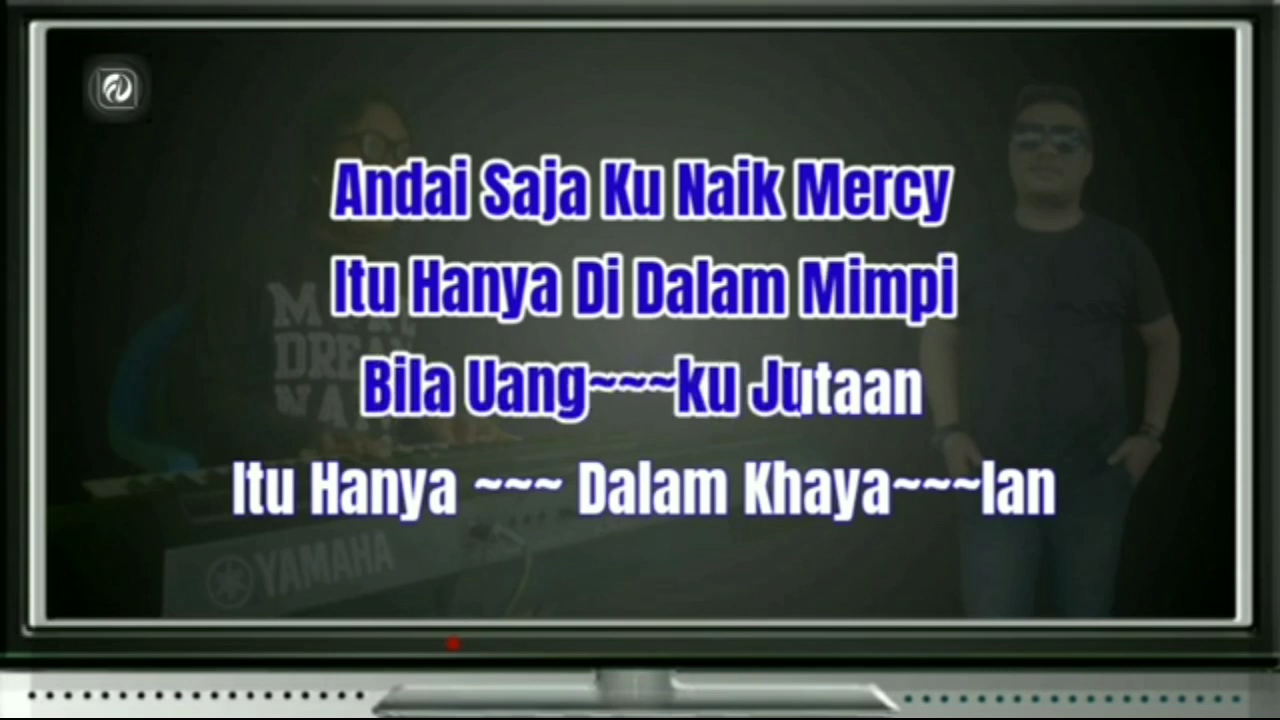 Andai Saja Ku Naik Mercy
Itu Hanya Di Dalam Mimpi
Bila Uang~~~ku Jutaan
Itu Hanya ~~~ Dalam Khaya~~~lan
YAMAHA